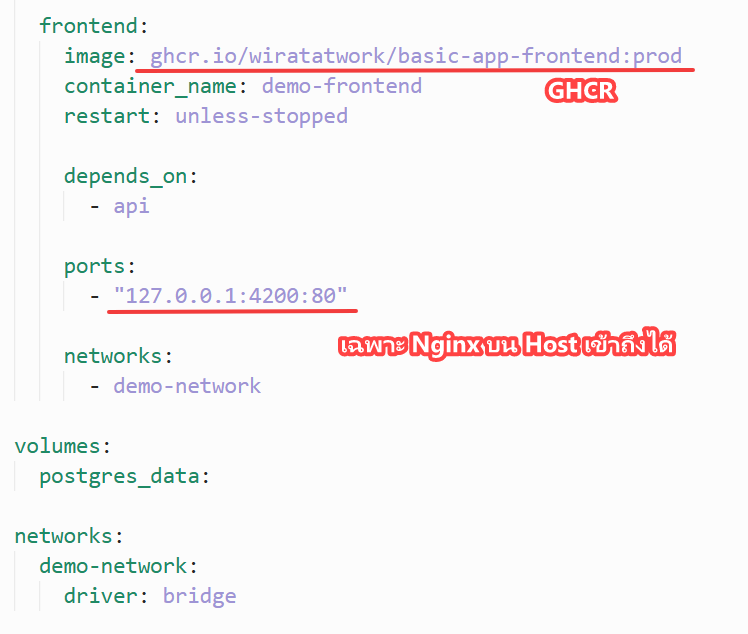 frontend:
image: ghcr.io/wiratatwork/basic-app-frontend:prod
container_name: demo-frontend
GHCR
restart: unless-stopped
depends_on:
- api
ports:
- "127.0.0.1:4200:80"
เฉพาะ Nginx บน Host เข้าถึงได้
networks:
- demo-network
volumes:
postgres_data:
networks:
demo-network:
driver: bridge